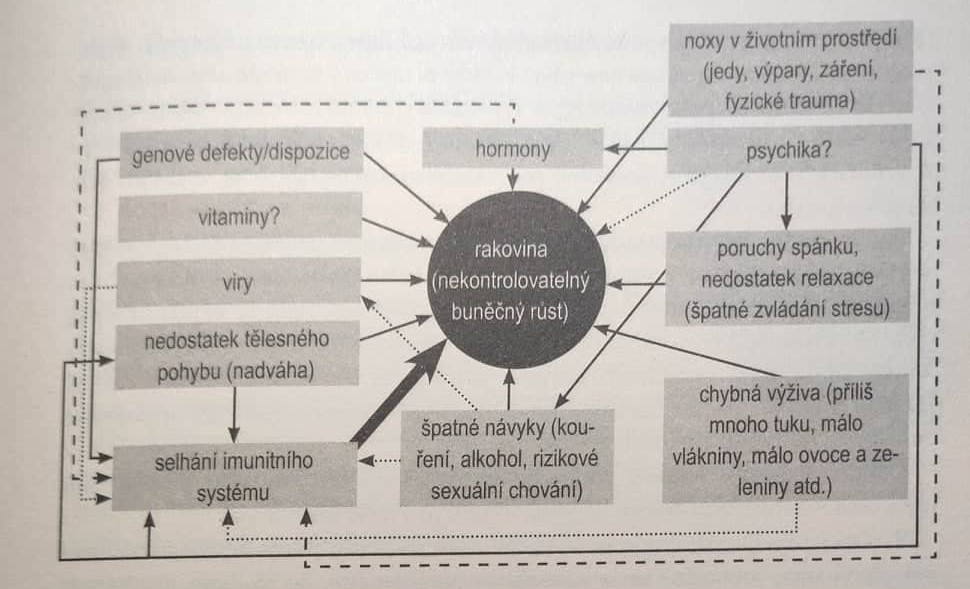 noxy v životním prostředí
(jedy, výpary, záření,
fyzické trauma)
genové defekty/dispozice
hormony
psychika?
vitaminy?
rakovina
(nekontrolovatelný
buněčný růst)
viry
poruchy spánku,
nedostatek relaxace
(špatné zvládání stresu)
nedostatek tělesného
pohybu (nadváha)
selhání imunitního
systému
špatné návyky (kou-
ření, alkohol, rizikové
sexuální chování)
chybná výživa (příliš
mnoho tuku, málo
vlákniny, málo ovoce a ze-
leniny atd.)